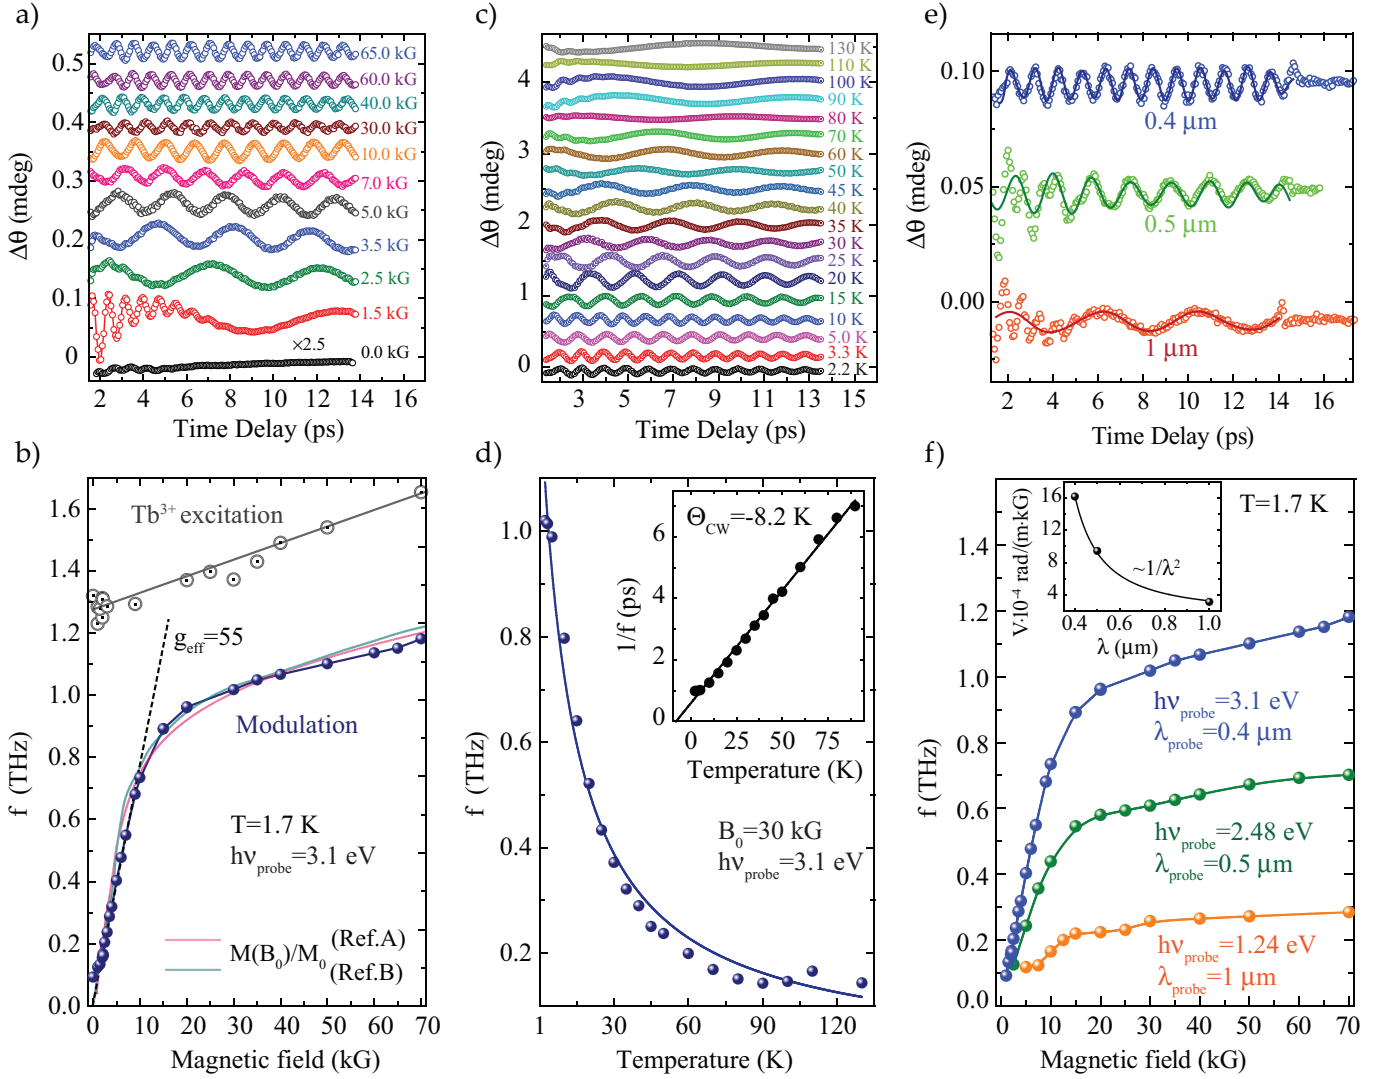 a)
0.5
0.4
0.3
0.2
0.1
0
Δθ (mdeg)
65.0 kG
60.0 kG
40.0 kG
30.0 kG
10.0 kG
7.0 kG
5.0 kG
3.5 kG
2.5 kG
1.5 kG
×2.5
0.0 kG
2 4 6 8 10 12 14 16
Time Delay (ps)
c)
4
3
2
1
0
Δθ (mdeg)
130 K
110 K
100 K
90 K
80 K
70 K
60 K
50 K
45 K
40 K
35 K
30 K
25 K
20 K
15 K
10 K
5.0 K
3.3 K
2.2 K
3 5 7 9 11 13 15
Time Delay (ps)
e)
0.10
0.05
0.00
Δθ (mdeg)
0.4 μm
0.5 μm
1 μm
2 4 6 8 10 12 14 16
Time Delay (ps)
b)
1.6
1.4
1.2
1.0
0.8
0.6
0.4
0.2
0.0
f (THz)
Tb³⁺ excitation
g_eff=55
Modulation
T=1.7 K
hν_probe=3.1 eV
M(B₀)/M₀ (Ref.A)
(Ref.B)
0 10 20 30 40 50 60 70
Magnetic field (kG)
d)
1.0
0.8
0.6
0.4
0.2
f (THz)
Θ_CW=-8.2 K
6
4
2
0
1/f (ps)
0 25 50 75
Temperature (K)
B₀=30 kG
hν_probe=3.1 eV
1 30 60 90 120
Temperature (K)
f)
1.4
1.2
1.0
0.8
0.6
0.4
0.2
0.0
f (THz)
16
12
8
4
V·10⁻⁴ rad/(m·kG)
~1/λ²
0.4 0.6 0.8 1.0
λ (μm)
T=1.7 K
hν_probe=3.1 eV
λ_probe=0.4 μm
hν_probe=2.48 eV
λ_probe=0.5 μm
hν_probe=1.24 eV
λ_probe=1 μm
0 10 20 30 40 50 60 70
Magnetic field (kG)